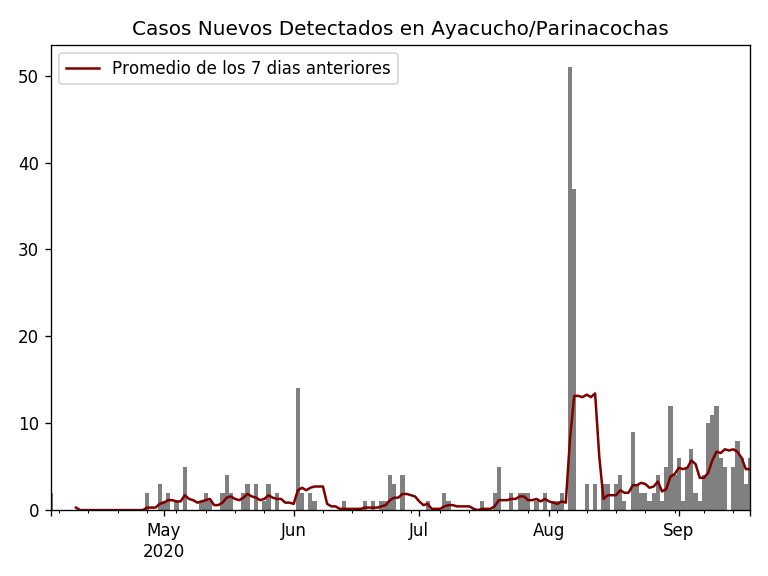 Casos Nuevos Detectados en Ayacucho/Parinacochas
Promedio de los 7 dias anteriores
50
40
30
20
10
0
May Jun Jul Aug Sep
2020